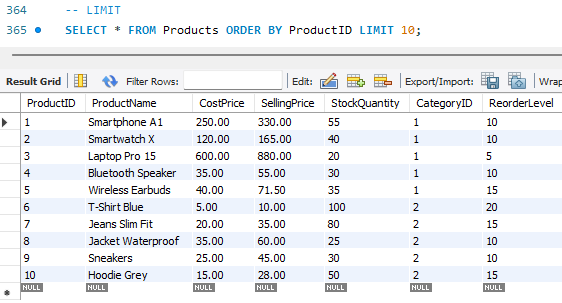 364 -- LIMIT
365 SELECT * FROM Products ORDER BY ProductID LIMIT 10;
Result Grid Filter Rows: Edit: Export/Import: Wrap
ProductID ProductName CostPrice SellingPrice StockQuantity CategoryID ReorderLevel
1 Smartphone A1 250.00 330.00 55 1 10
2 Smartwatch X 120.00 165.00 40 1 10
3 Laptop Pro 15 600.00 880.00 20 1 5
4 Bluetooth Speaker 35.00 55.00 30 1 10
5 Wireless Earbuds 40.00 71.50 35 1 15
6 T-Shirt Blue 5.00 10.00 100 2 20
7 Jeans Slim Fit 20.00 35.00 80 2 15
8 Jacket Waterproof 35.00 60.00 25 2 10
9 Sneakers 25.00 45.00 30 2 10
10 Hoodie Grey 15.00 28.00 50 2 15
NULL NULL NULL NULL NULL NULL NULL